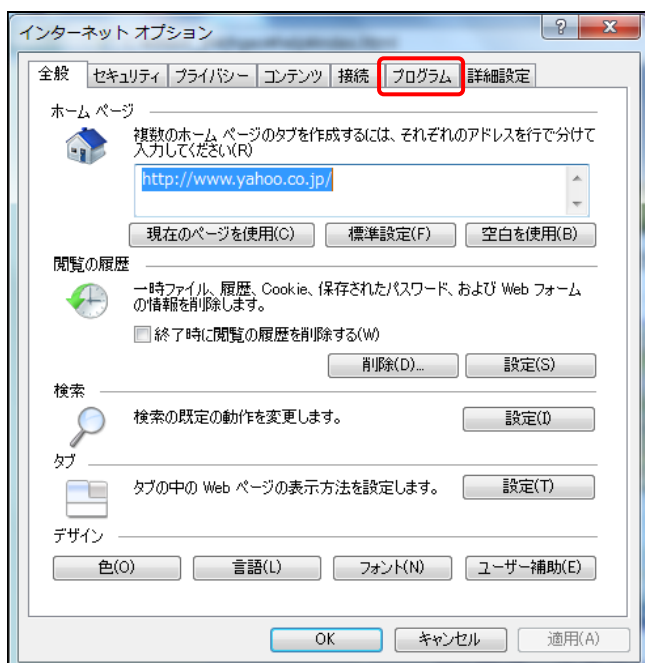 インターネット オプション
全般 セキュリティ プライバシー コンテンツ 接続 プログラム 詳細設定
ホーム ページ
複数のホーム ページのタブを作成するには、それぞれのアドレスを行で分けて
入力してください(R)
http://www.yahoo.co.jp/
現在のページを使用(C) 標準設定(F) 空白を使用(B)
閲覧の履歴
一時ファイル、履歴、Cookie、保存されたパスワード、および Web フォーム
の情報を削除します。
終了時に閲覧の履歴を削除する(W)
削除(D)... 設定(S)
検索
検索の既定の動作を変更します。 設定(I)
タブ
タブの中の Web ページの表示方法を設定します。 設定(T)
デザイン
色(O) 言語(L) フォント(N) ユーザー補助(E)
OK キャンセル 適用(A)